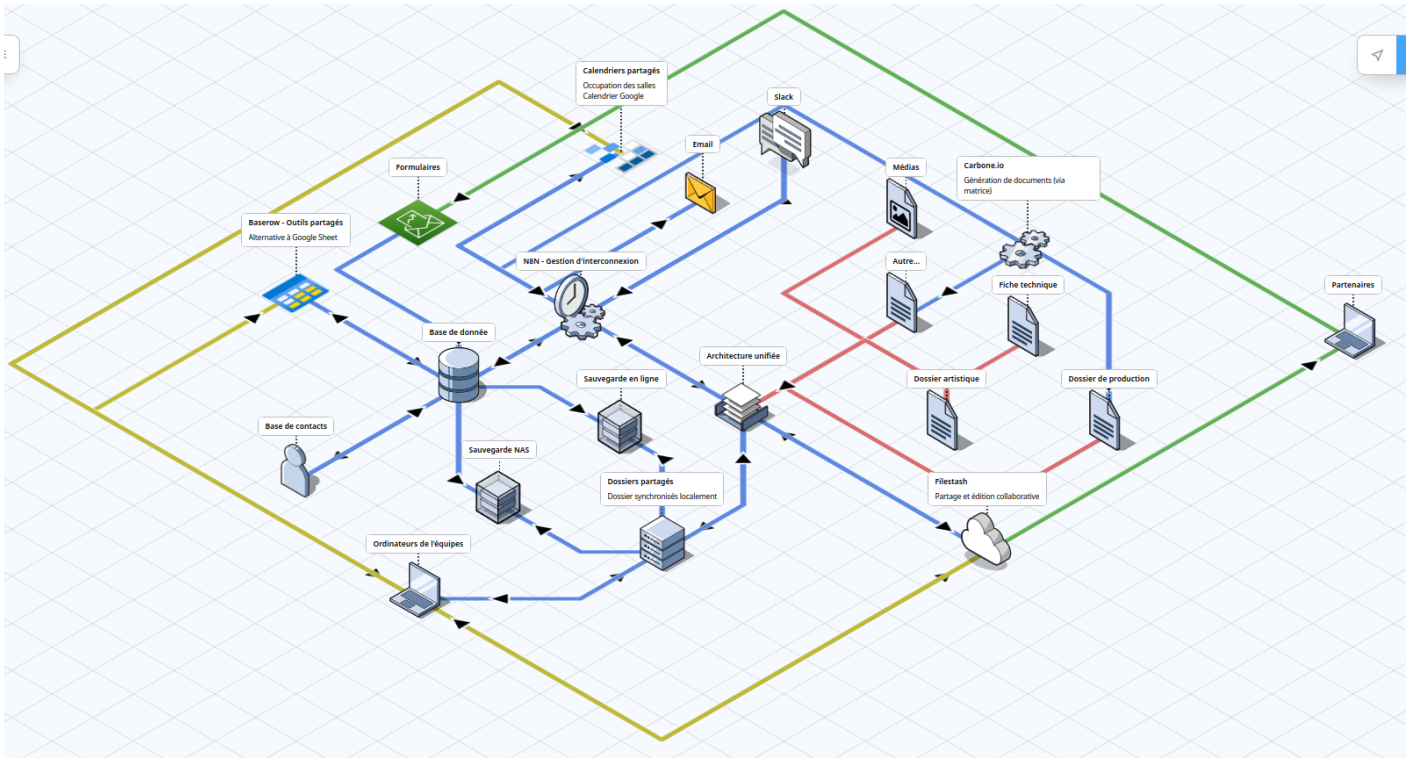 Calendriers partagés
Occupation des salles
Calendrier Google
Slack
Email
Formulaires
Médias
Carbone.io
Génération de documents (via
matrice)
Baserow - Outils partagés
Alternative à Google Sheet
N8N - Gestion d'interconnexion
Autre...
Fiche technique
Partenaires
Base de donnée
Architecture unifiée
Sauvegarde en ligne
Dossier artistique
Dossier de production
Base de contacts
Sauvegarde NAS
Dossiers partagés
Dossier synchronisés localement
Filestash
Partage et édition collaborative
Ordinateurs de l'équipes